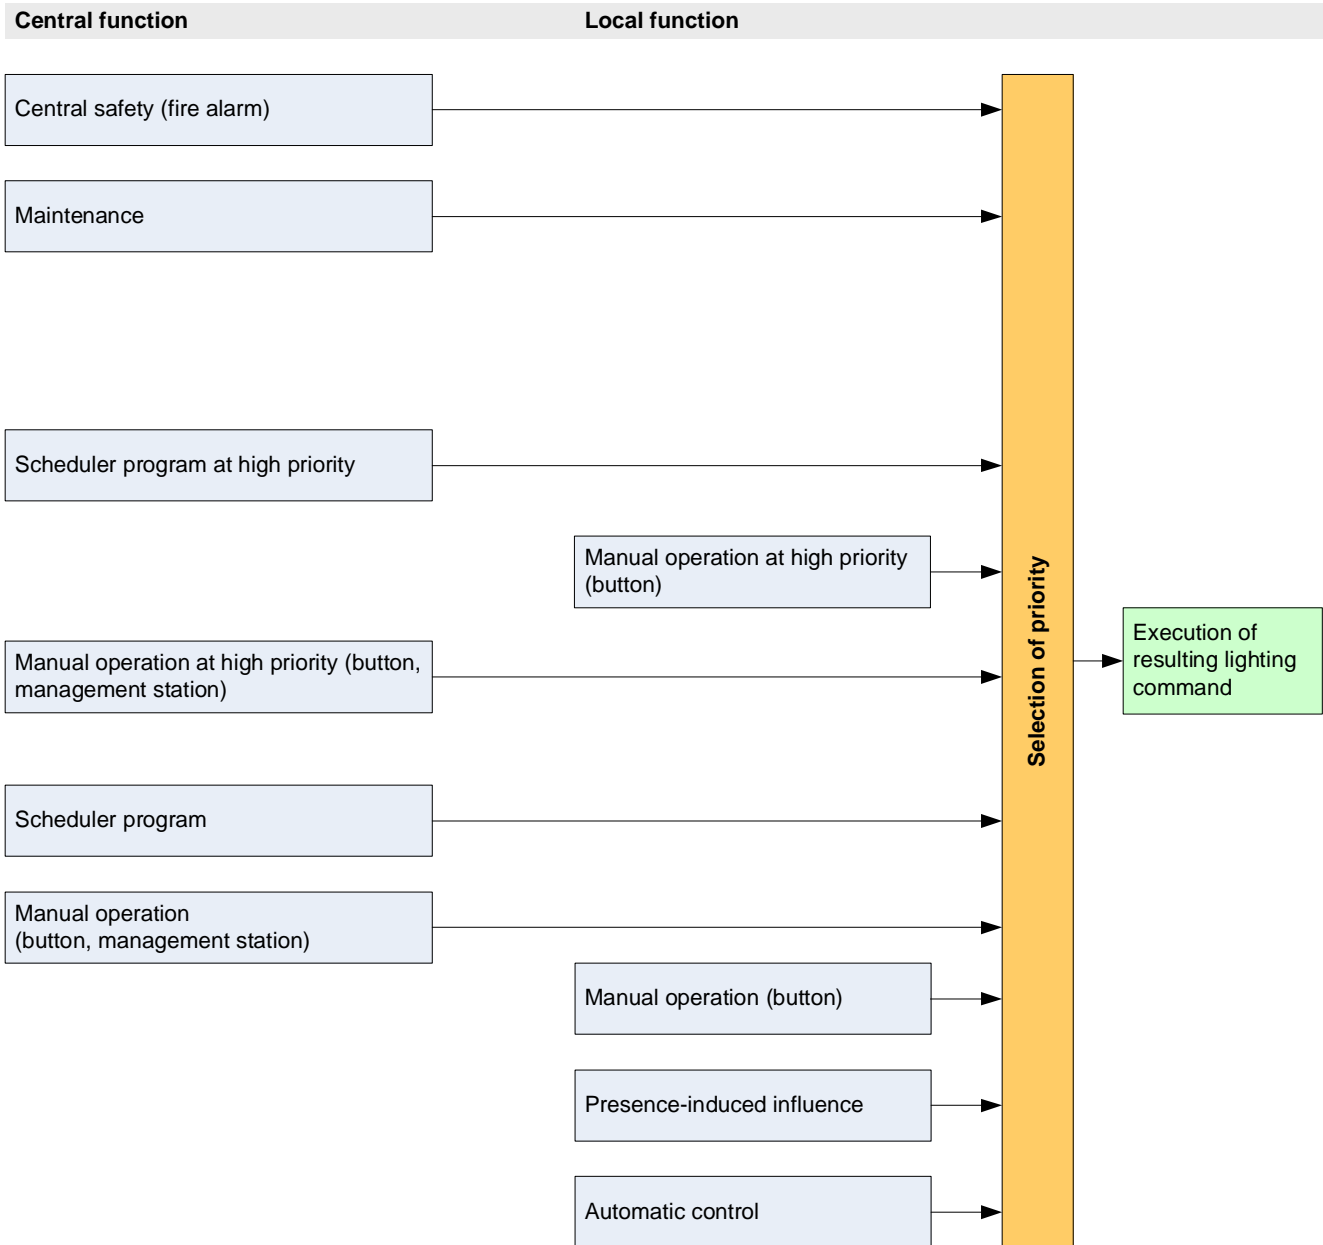 Central function
Local function
Central safety (fire alarm)
Maintenance
Scheduler program at high priority
Manual operation at high priority
(button)
Manual operation at high priority (button,
management station)
Selection of priority
Execution of
resulting lighting
command
Scheduler program
Manual operation
(button, management station)
Manual operation (button)
Presence-induced influence
Automatic control